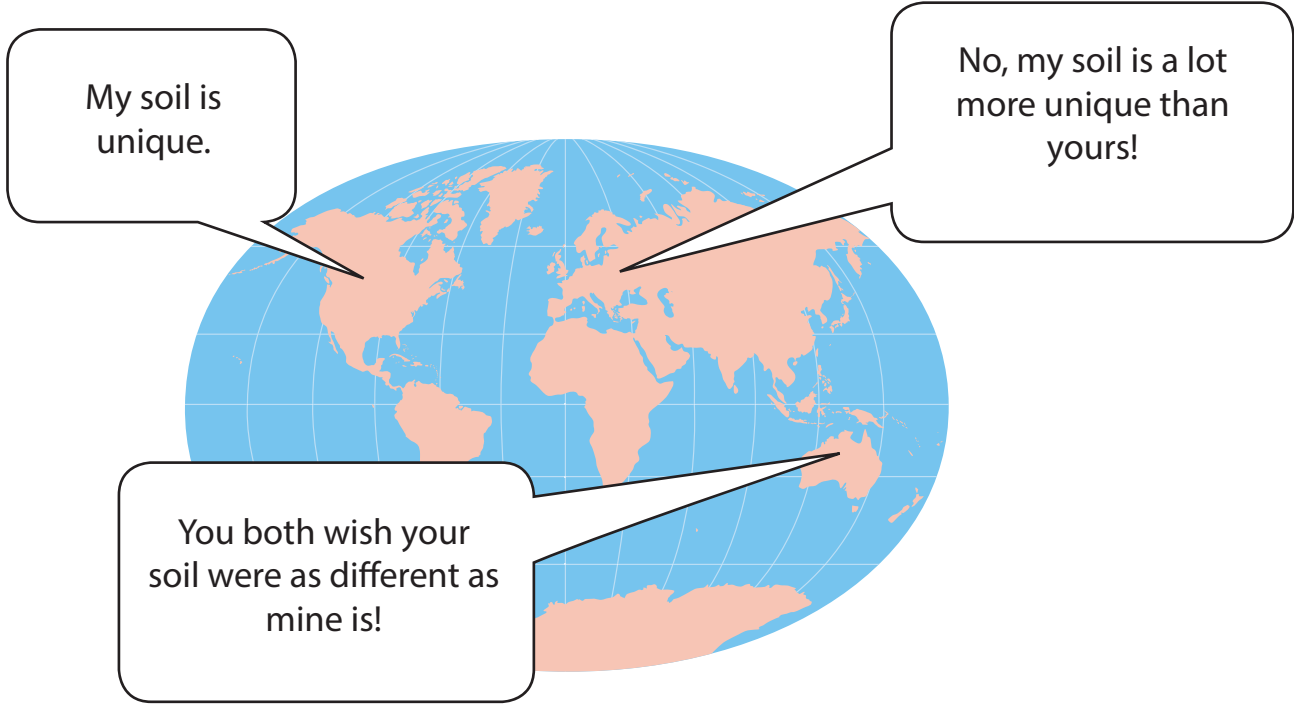 My soil is
unique.
No, my soil is a lot
more unique than
yours!
You both wish your
soil were as different as
mine is!